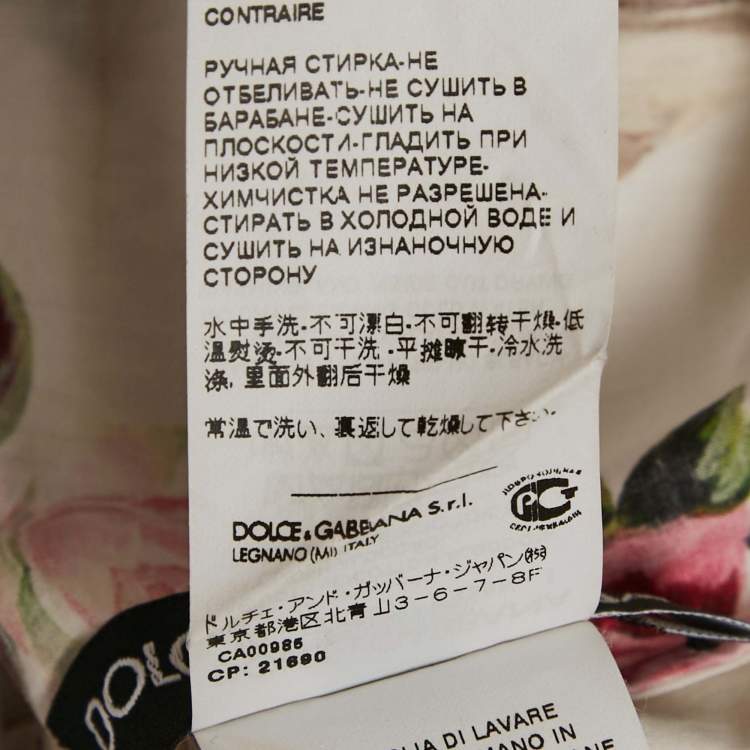 CONTRAIRE
РУЧНАЯ СТИРКА-НЕ
ОТБЕЛИВАТЬ-НЕ СУШИТЬ В
БАРАБАНЕ-СУШИТЬ НА
ПЛОСКОСТИ-ГЛАДИТЬ ПРИ
НИЗКОЙ ТЕМПЕРАТУРЕ-
ХИМЧИСТКА НЕ РАЗРЕШЕНА-
СТИРАТЬ В ХОЛОДНОЙ ВОДЕ И
СУШИТЬ НА ИЗНАНОЧНУЮ
СТОРОНУ
水中手洗-不可漂白-不可翻转干燥-低
温熨烫-不可干洗-平摊晾干-冷水洗
涤, 里面外翻后干燥
常温で洗い、裏返して乾燥して下さい.
DOLCE & GABBANA S.r.l.
LEGNANO (MI) ITALY
ドルチェ・アンド・ガッバーナ・ジャパン(株)
東京都港区北青山3-6-7-8F
CA00985
CP: 21690
DOLC
LIA DI LAVARE
MANO IN